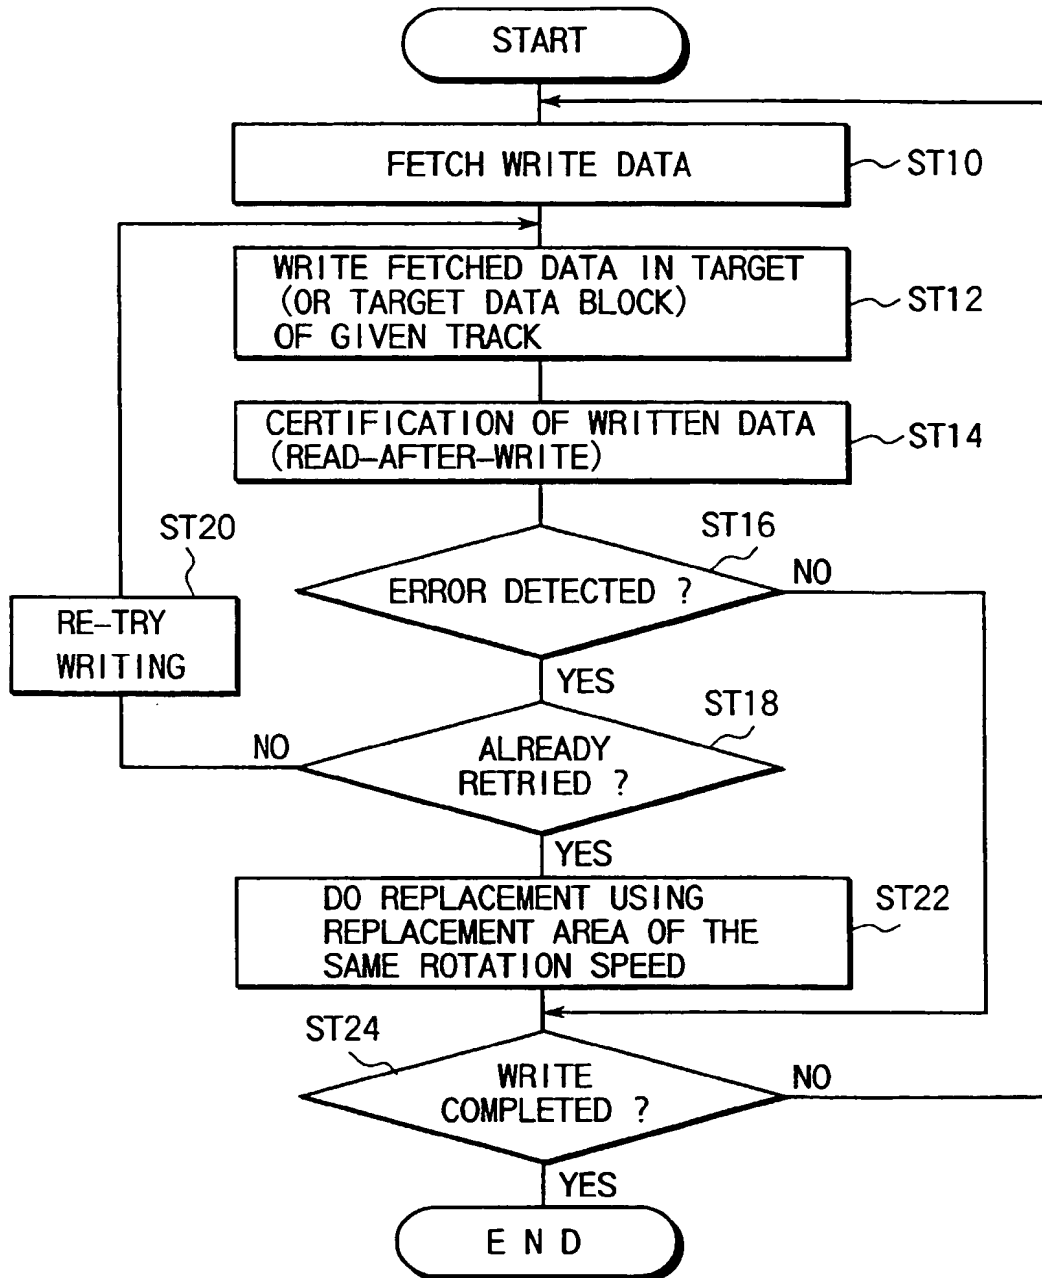 START
FETCH WRITE DATA
ST10
WRITE FETCHED DATA IN TARGET
(OR TARGET DATA BLOCK)
OF GIVEN TRACK
ST12
CERTIFICATION OF WRITTEN DATA
(READ-AFTER-WRITE)
ST14
ST20
ST16
ERROR DETECTED ?
NO
RE-TRY
WRITING
YES
ST18
NO
ALREADY
RETRIED ?
YES
DO REPLACEMENT USING
REPLACEMENT AREA OF THE
SAME ROTATION SPEED
ST22
ST24
WRITE
COMPLETED ?
NO
YES
E N D